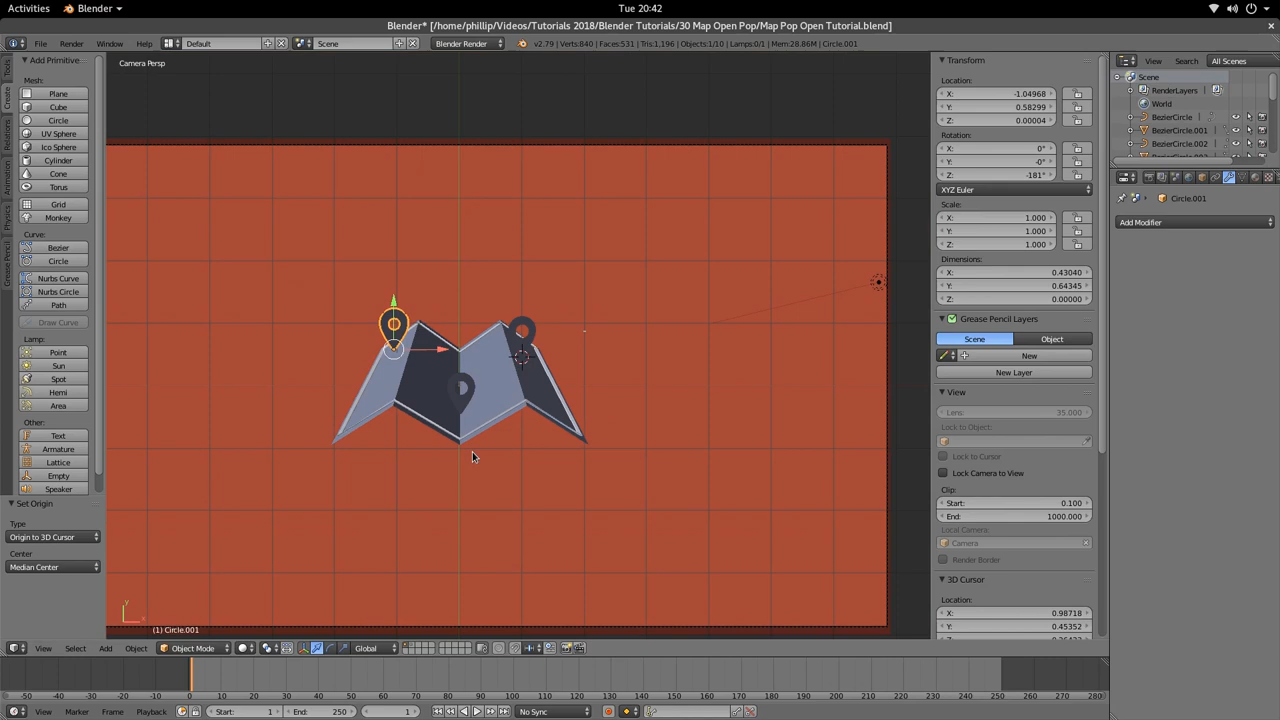 Activities Blender Tue 20:42
Blender* [/home/phillip/Videos/Tutorials 2018/Blender Tutorials/30 Map Open Pop/Map Pop Open Tutorial.blend]
File Render Window Help Default Scene Blender Render v2.79 | Verts:840 | Faces:531 | Tris:1,196 | Objects:1/10 | Lamps:0/1 | Mem:28.86M | Circle.001
Tools
Create
Relations
Animation
Physics
Grease Pencil
Add Primitive
Mesh:
Plane
Cube
Circle
UV Sphere
Ico Sphere
Cylinder
Cone
Torus
Grid
Monkey
Curve:
Bezier
Circle
Nurbs Curve
Nurbs Circle
Path
Draw Curve
Lamp:
Point
Sun
Spot
Hemi
Area
Other:
Text
Armature
Lattice
Empty
Speaker
Set Origin
Type
Origin to 3D Cursor
Center
Median Center
Camera Persp
(1) Circle.001
View Select Add Object Object Mode Global
Transform
Location:
X: -1.04968
Y: 0.58299
Z: 0.00004
Rotation:
X: 0°
Y: -0°
Z: -181°
XYZ Euler
Scale:
X: 1.000
Y: 1.000
Z: 1.000
Dimensions:
X: 0.43040
Y: 0.64345
Z: 0.00000
Grease Pencil Layers
Scene Object
New
New Layer
View
Lens: 35.000
Lock to Object:
Lock to Cursor
Lock Camera to View
Clip:
Start: 0.100
End: 1000.000
Local Camera:
Camera
Render Border
3D Cursor
Location:
X: 0.98718
Y: 0.45352
View Search All Scenes
Scene
RenderLayers
World
BezierCircle
BezierCircle.001
BezierCircle.002
Circle.001
Add Modifier
-50 -40 -30 -20 -10 0 10 20 30 40 50 60 70 80 90 100 110 120 130 140 150 160 170 180 190 200 210 220 230 240 250 260 270 280
View Marker Frame Playback Start: 1 End: 250 1 No Sync